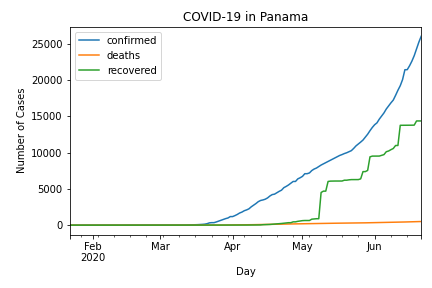 COVID-19 in Panama
confirmed
deaths
recovered
Number of Cases
25000
20000
15000
10000
5000
0
Feb
2020
Mar
Apr
May
Jun
Day